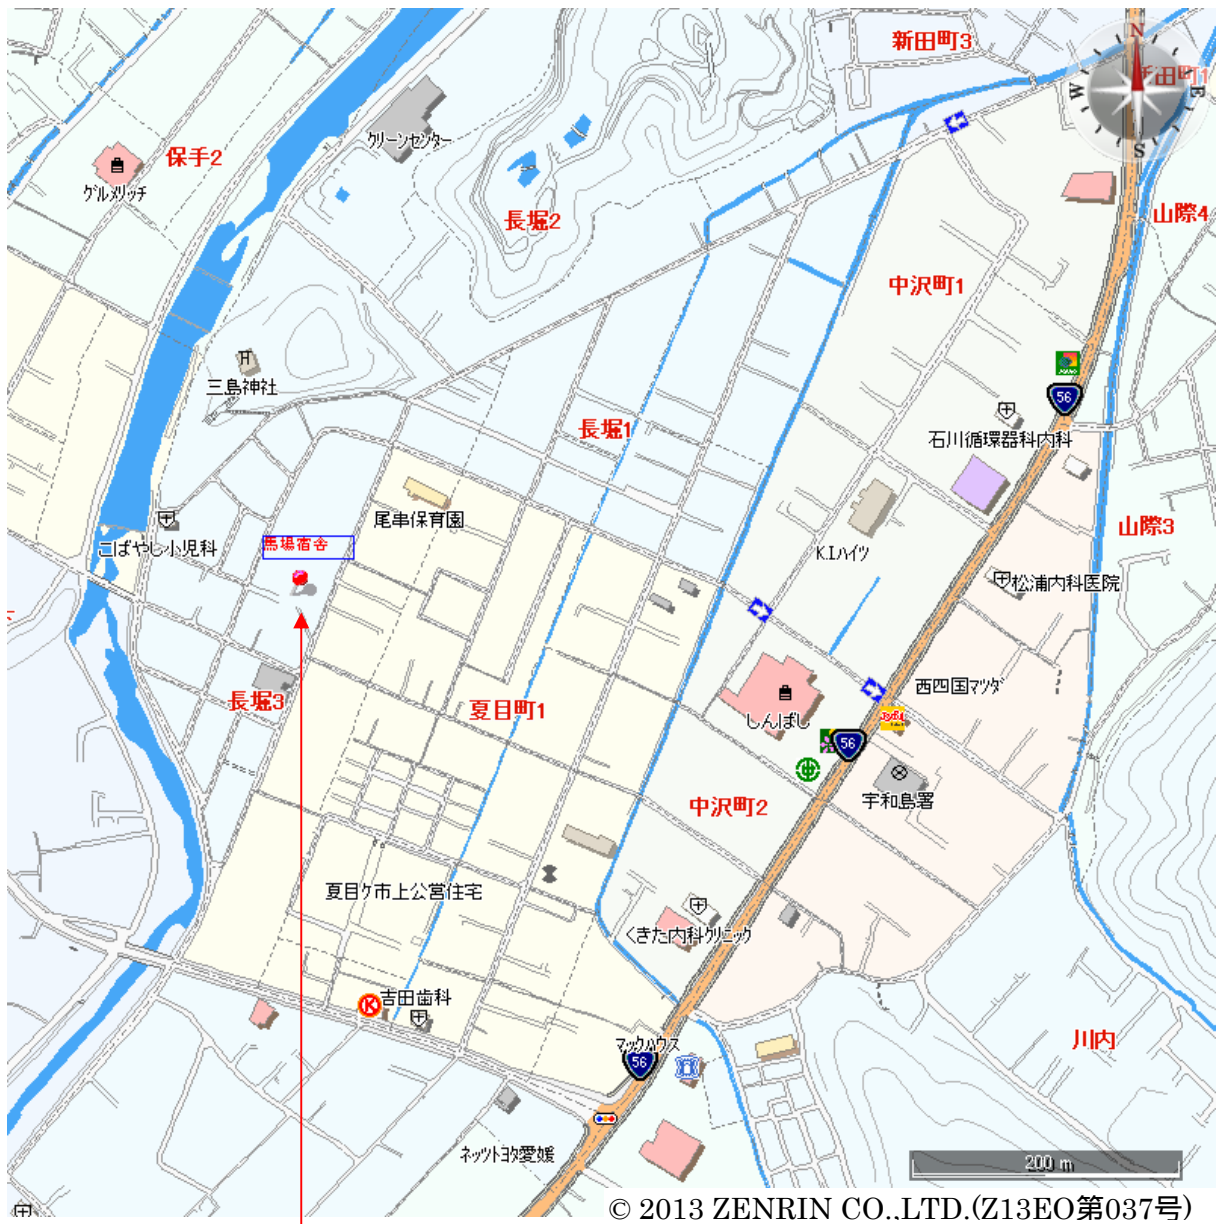 新田町3
新田町1
N
W
E
S
クリーンセンター
保手2
グルメリッチ
長堀2
山際4
中沢町1
三島神社
56
長堀1
石川循環器科内科
尾串保育園
こばやし小児科
馬場宿舎
K.Iハイツ
山際3
松浦内科医院
長堀3
夏目町1
西四国マツダ
しんばし
56
宇和島署
中沢町2
夏目ケ市上公営住宅
くきた内科クリニック
吉田歯科
K
マックハウス
56
川内
ネッツトヨタ愛媛
200 m
© 2013 ZENRIN CO.,LTD.(Z13EO第037号)